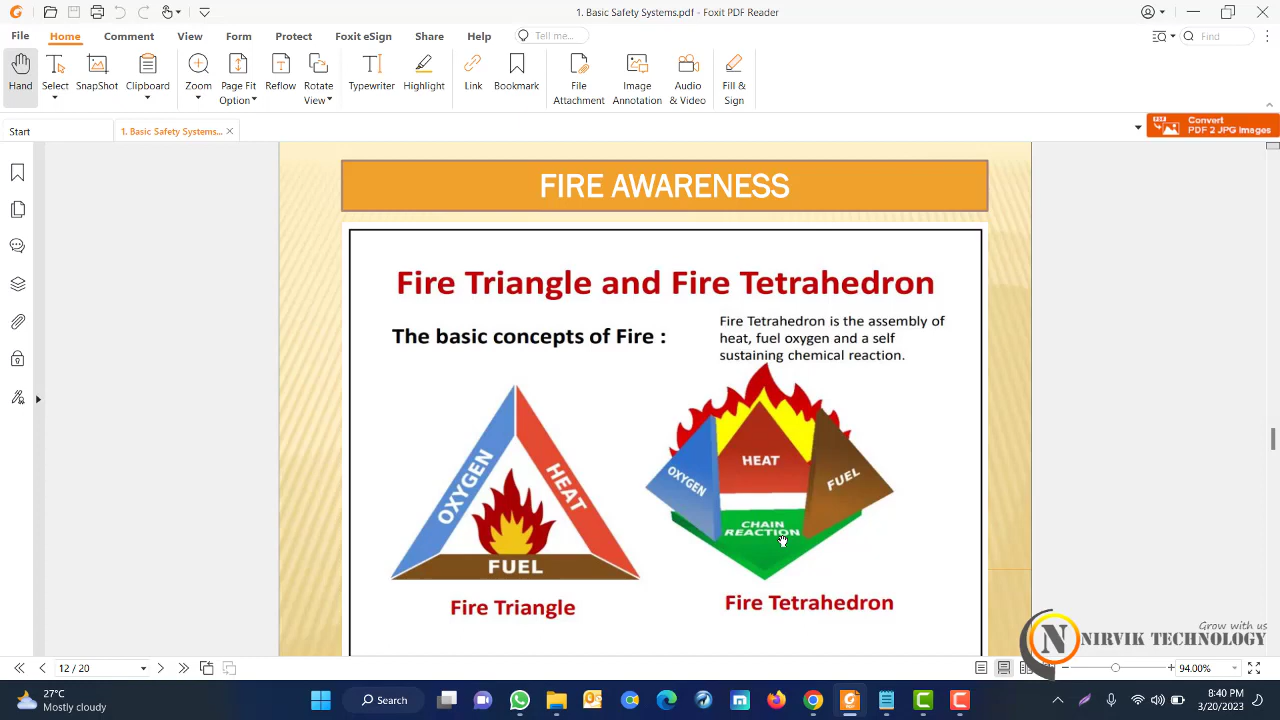 1. Basic Safety Systems.pdf - Foxit PDF Reader
File Home Comment View Form Protect Foxit eSign Share Help Tell me... Find
Hand Select SnapShot Clipboard Zoom Page Fit Option Reflow Rotate View Typewriter Highlight Link Bookmark File Attachment Image Annotation Audio & Video Fill & Sign
Start 1. Basic Safety Systems...
Convert
PDF 2 JPG Images
FIRE AWARENESS
Fire Triangle and Fire Tetrahedron
The basic concepts of Fire :
Fire Tetrahedron is the assembly of
heat, fuel oxygen and a self
sustaining chemical reaction.
OXYGEN
HEAT
FUEL
Fire Triangle
OXYGEN
HEAT
FUEL
CHAIN
REACTION
Fire Tetrahedron
Grow with us
N NIRVIK TECHNOLOGY
12 / 20
94.00%
27°C
Mostly cloudy
Search
8:40 PM
3/20/2023